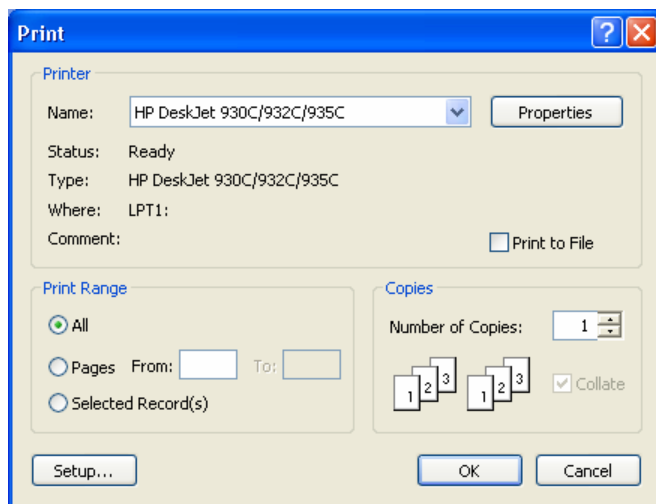 Print
Printer
Name: HP DeskJet 930C/932C/935C Properties
Status: Ready
Type: HP DeskJet 930C/932C/935C
Where: LPT1:
Comment: Print to File
Print Range
All
Pages From: To:
Selected Record(s)
Copies
Number of Copies: 1
1 2 3 1 2 3 Collate
Setup... OK Cancel